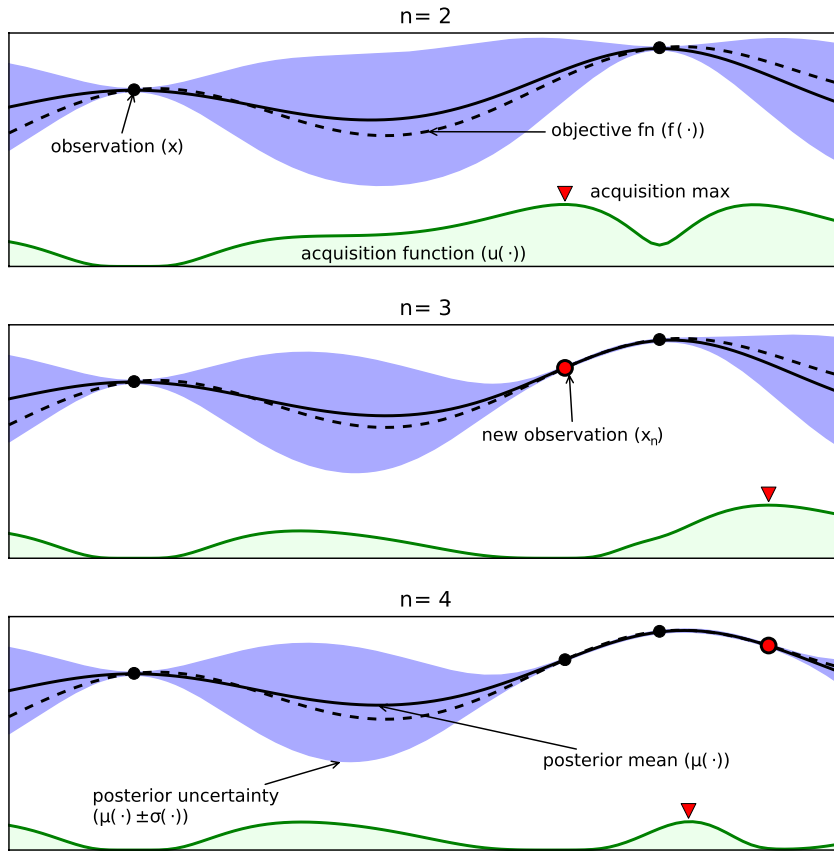 n= 2
observation (x)
objective fn (f(·))
acquisition max
acquisition function (u(·))
n= 3
new observation (xₙ)
n= 4
posterior mean (μ(·))
posterior uncertainty
(μ(·) ±σ(·))